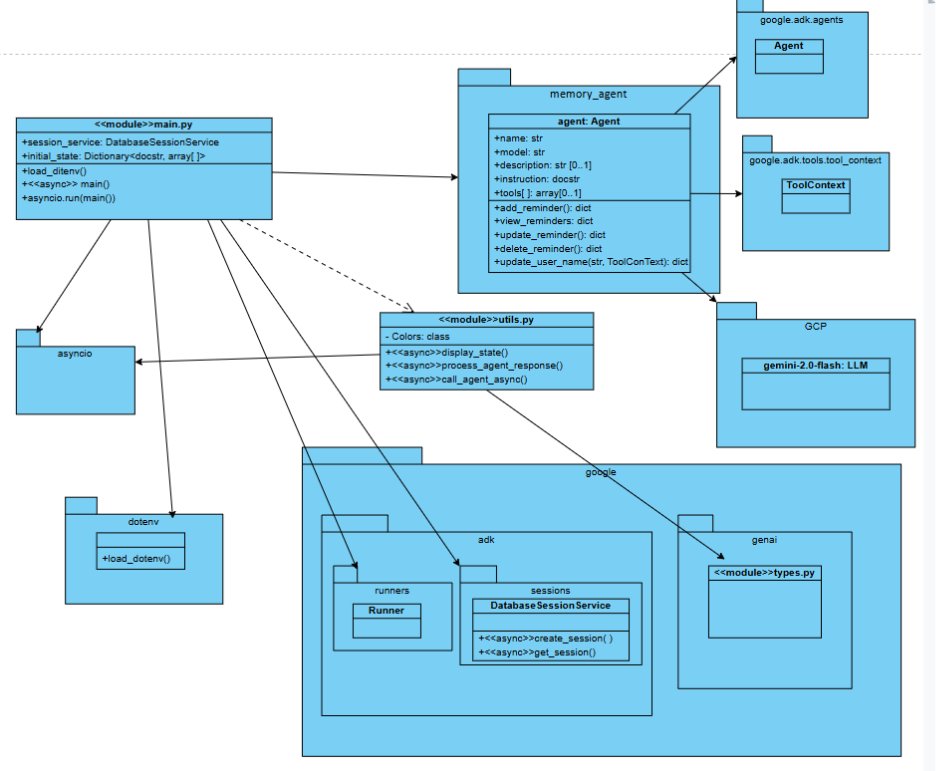 google.adk.agents
Agent
memory_agent
agent: Agent
+name: str
+model: str
+description: str [0..1]
+instruction: docstr
+tools[ ]: array[0..1]
+add_reminder(): dict
+view_reminders: dict
+update_reminder(): dict
+delete_reminder(): dict
+update_user_name(str, ToolConText): dict
<<module>>main.py
+session_service: DatabaseSessionService
+initial_state: Dictionary<docstr, array[ ]>
+load_ditenv()
+<<async>> main()
+asyncio.run(main())
google.adk.tools.tool_context
ToolContext
<<module>>utils.py
- Colors: class
+<<async>>display_state()
+<<async>>process_agent_response()
+<<async>>call_agent_async()
asyncio
GCP
gemini-2.0-flash: LLM
google
dotenv
+load_dotenv()
adk
runners
Runner
sessions
DatabaseSessionService
+<<async>>create_session( )
+<<async>>get_session()
genai
<<module>>types.py